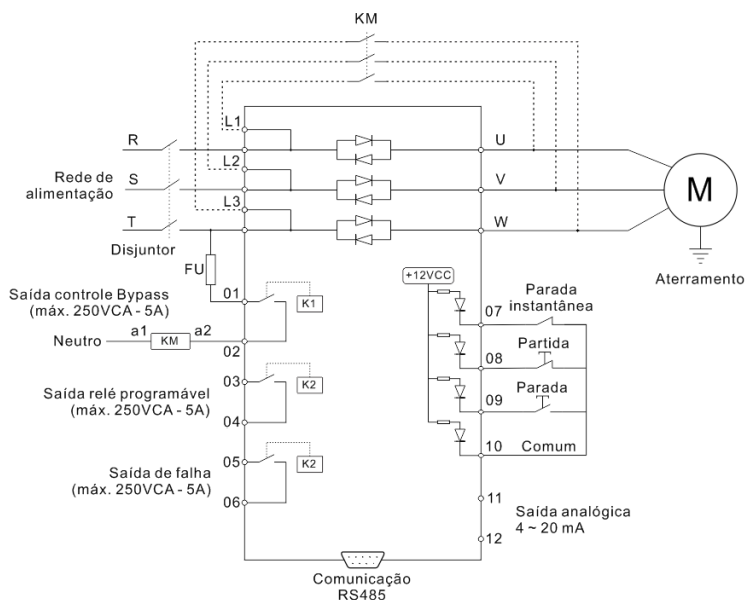 KM
L1
R
U
L2
Rede de
alimentação
S
V
M
L3
T
W
Disjuntor
Aterramento
FU
+12VCC
Saída controle Bypass
(máx. 250VCA - 5A)
01
K1
07
Parada
instantânea
Neutro
a1
KM
a2
02
08
Partida
03
K2
Saída relé programável
(máx. 250VCA - 5A)
09
Parada
04
10
Comum
05
K2
Saída de falha
(máx. 250VCA - 5A)
06
11
Saída analógica
4 ~ 20 mA
12
Comunicação
RS485